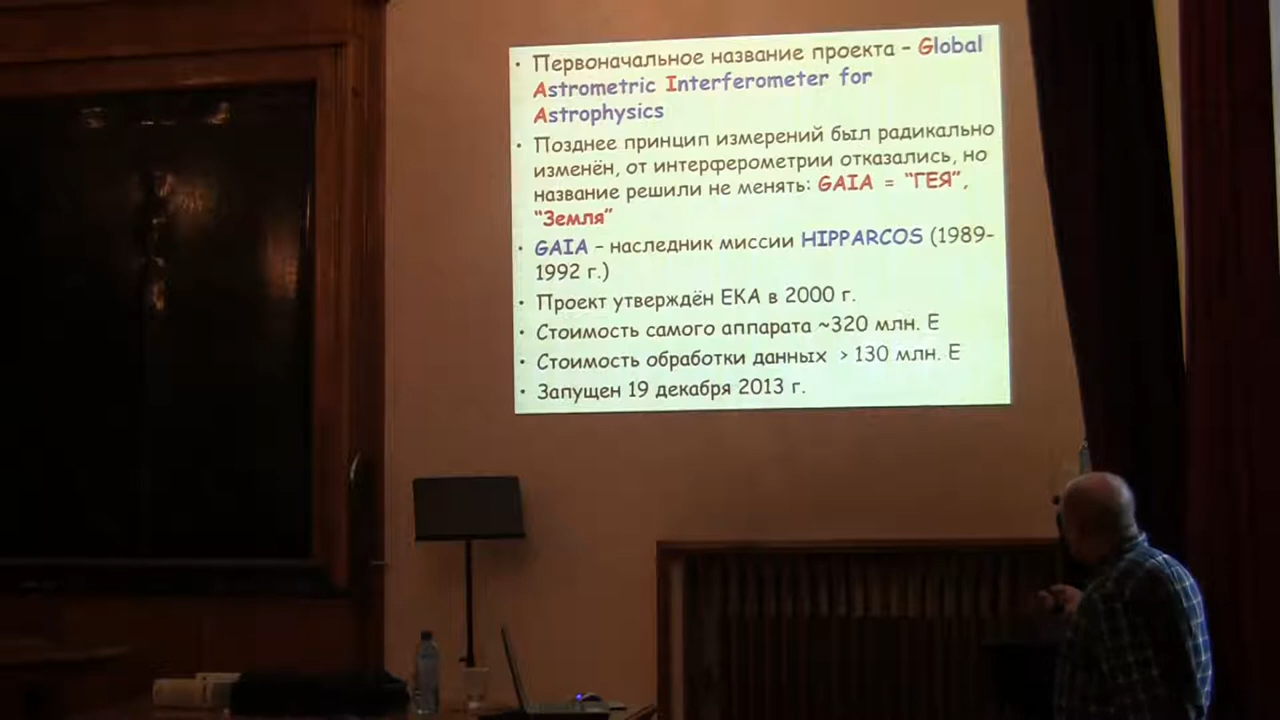 • Первоначальное название проекта – Global
Astrometric Interferometer for
Astrophysics
• Позднее принцип измерений был радикально
изменён, от интерферометрии отказались, но
название решили не менять: GAIA = “ГЕЯ”,
“Земля”
• GAIA – наследник миссии HIPPARCOS (1989-
1992 г.)
• Проект утверждён ЕКА в 2000 г.
• Стоимость самого аппарата ~320 млн. Е
• Стоимость обработки данных > 130 млн. Е
• Запущен 19 декабря 2013 г.